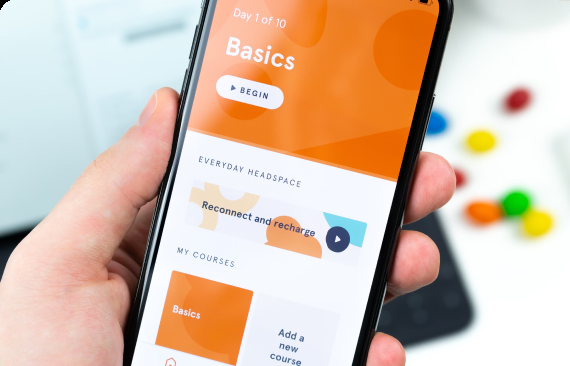 Day 1 of 10
Basics
BEGIN
EVERYDAY HEADSPACE
Reconnect and recharge
MY COURSES
Basics
Add a
new
course